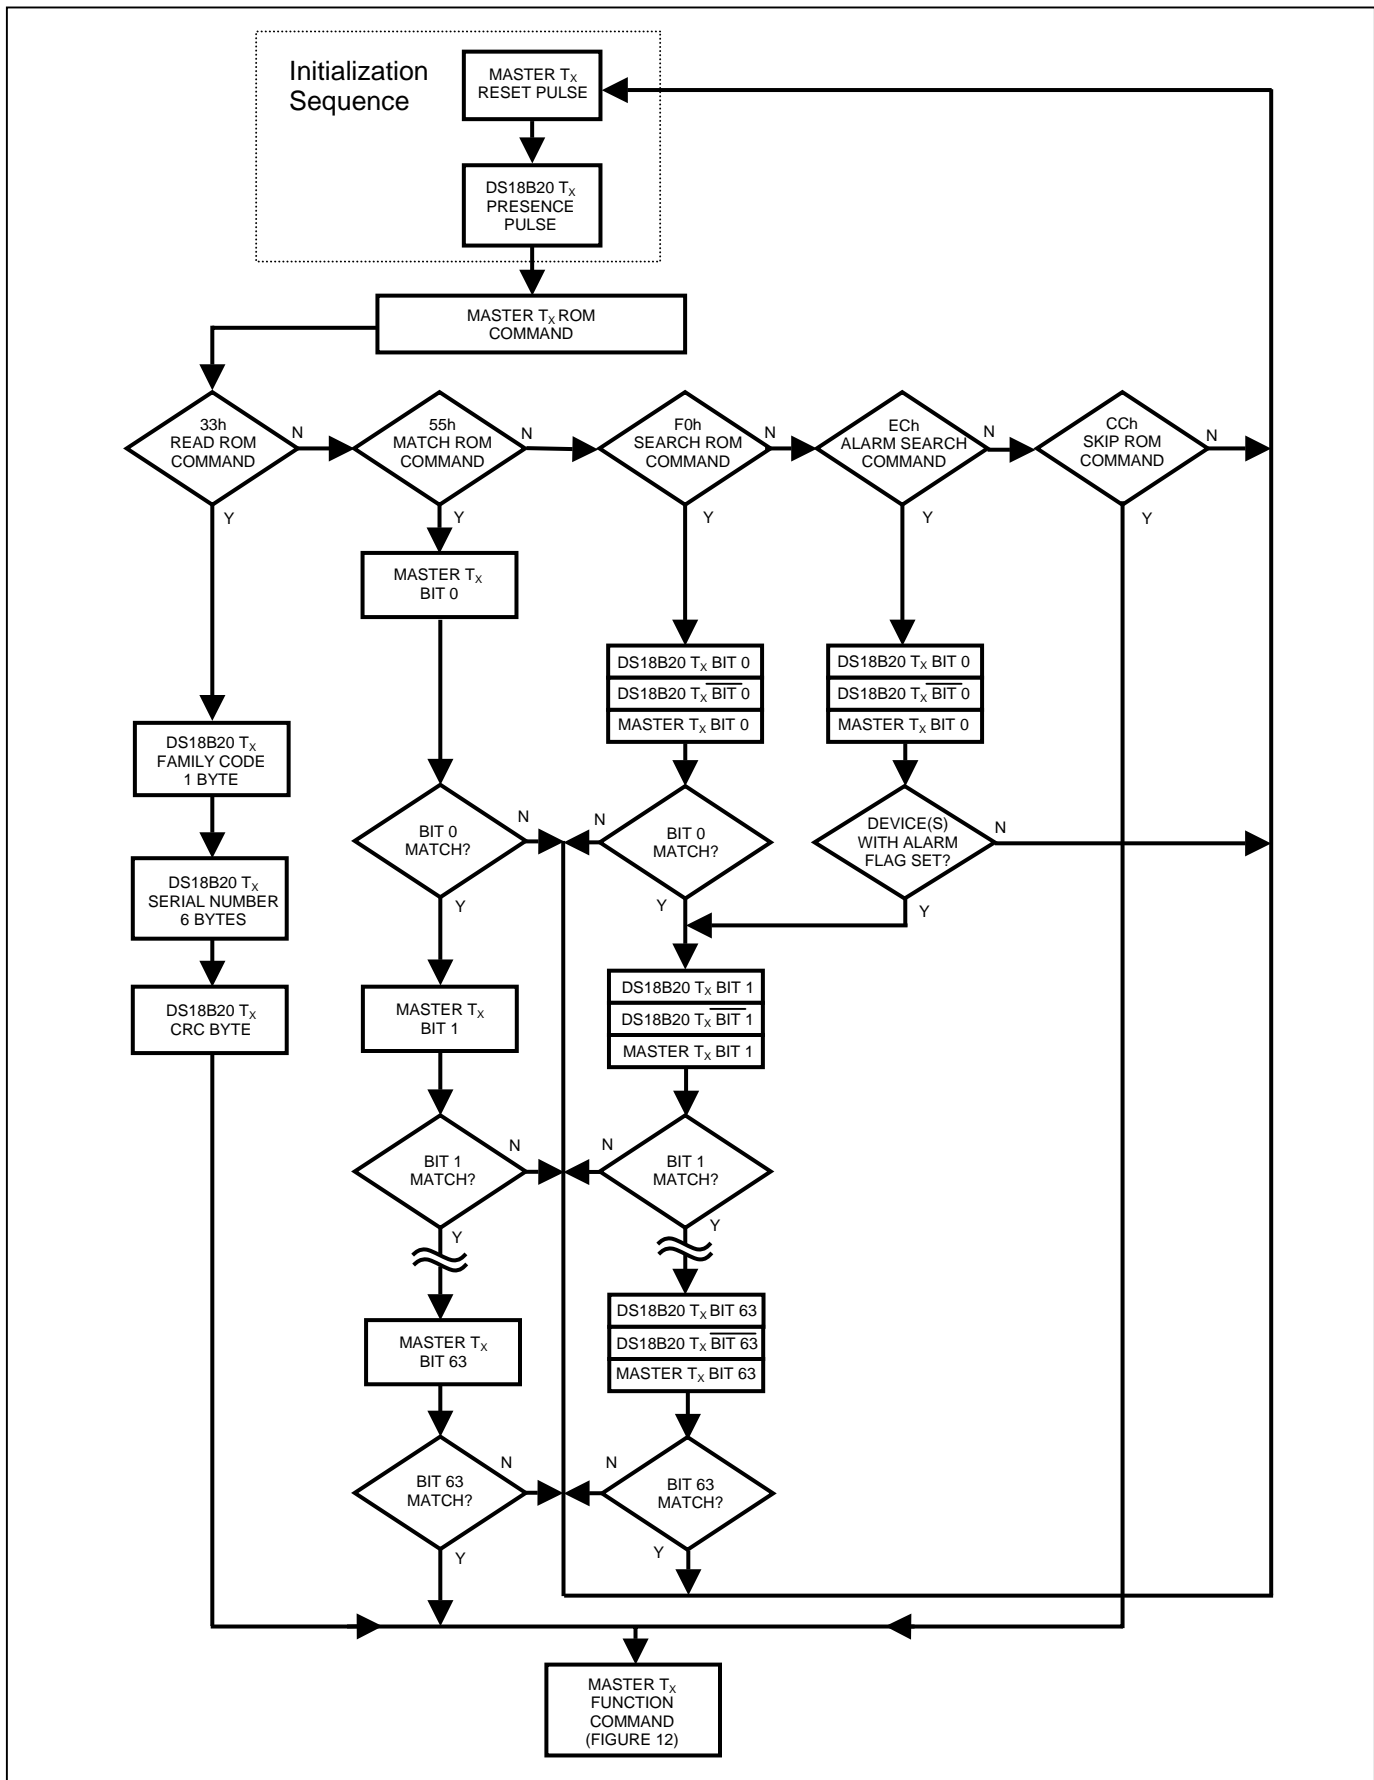 Initialization
Sequence
MASTER TX
RESET PULSE
DS18B20 TX
PRESENCE
PULSE
MASTER TX ROM
COMMAND
33h
READ ROM
COMMAND
N
Y
55h
MATCH ROM
COMMAND
N
Y
F0h
SEARCH ROM
COMMAND
N
Y
ECh
ALARM SEARCH
COMMAND
N
Y
CCh
SKIP ROM
COMMAND
N
Y
DS18B20 TX
FAMILY CODE
1 BYTE
DS18B20 TX
SERIAL NUMBER
6 BYTES
DS18B20 TX
CRC BYTE
MASTER TX
BIT 0
BIT 0
MATCH?
N
Y
MASTER TX
BIT 1
BIT 1
MATCH?
N
Y
MASTER TX
BIT 63
BIT 63
MATCH?
N
Y
DS18B20 TX BIT 0
DS18B20 TX B̅I̅T̅ ̅0̅
MASTER TX BIT 0
BIT 0
MATCH?
N
Y
DS18B20 TX BIT 1
DS18B20 TX B̅I̅T̅ ̅1̅
MASTER TX BIT 1
BIT 1
MATCH?
N
Y
DS18B20 TX BIT 63
DS18B20 TX B̅I̅T̅ ̅6̅3̅
MASTER TX BIT 63
BIT 63
MATCH?
N
Y
DS18B20 TX BIT 0
DS18B20 TX B̅I̅T̅ ̅0̅
MASTER TX BIT 0
DEVICE(S)
WITH ALARM
FLAG SET?
N
Y
MASTER TX
FUNCTION
COMMAND
(FIGURE 12)